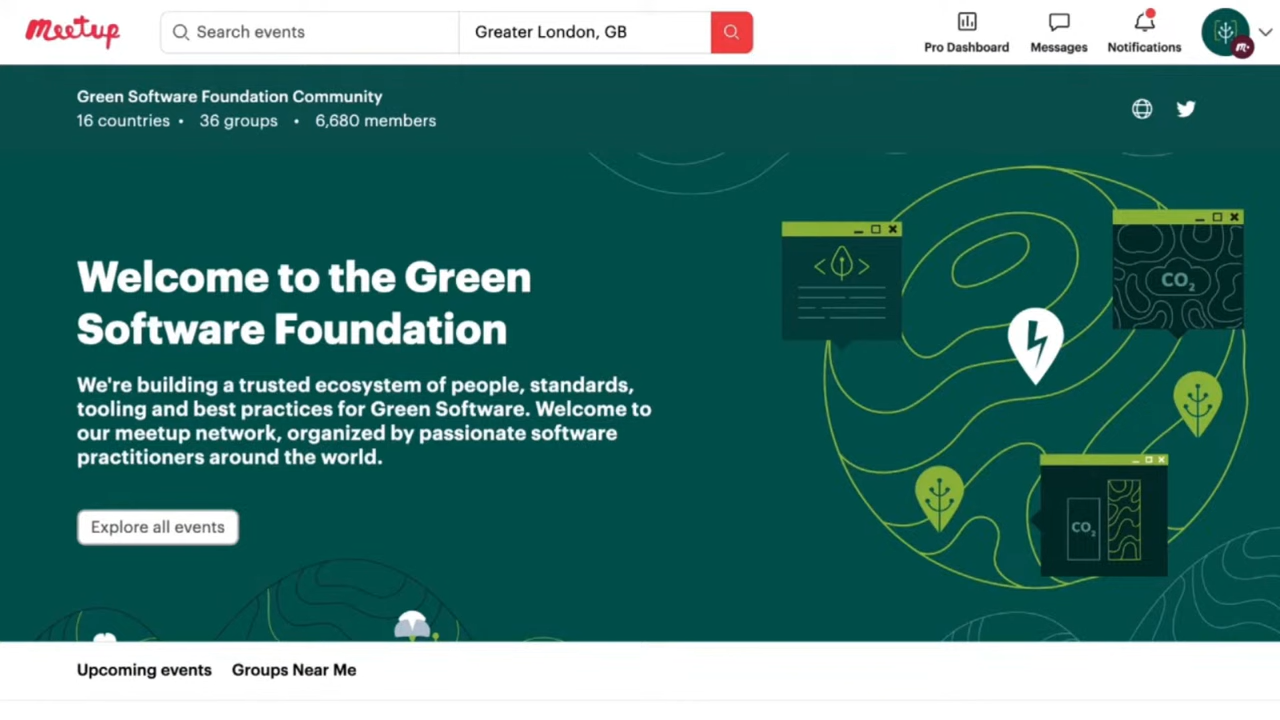 Meetup
Search events
Greater London, GB
Pro Dashboard
Messages
Notifications
Green Software Foundation Community
16 countries • 36 groups • 6,680 members
Welcome to the Green
Software Foundation
We're building a trusted ecosystem of people, standards,
tooling and best practices for Green Software. Welcome to
our meetup network, organized by passionate software
practitioners around the world.
Explore all events
CO₂
CO₂
Upcoming events
Groups Near Me